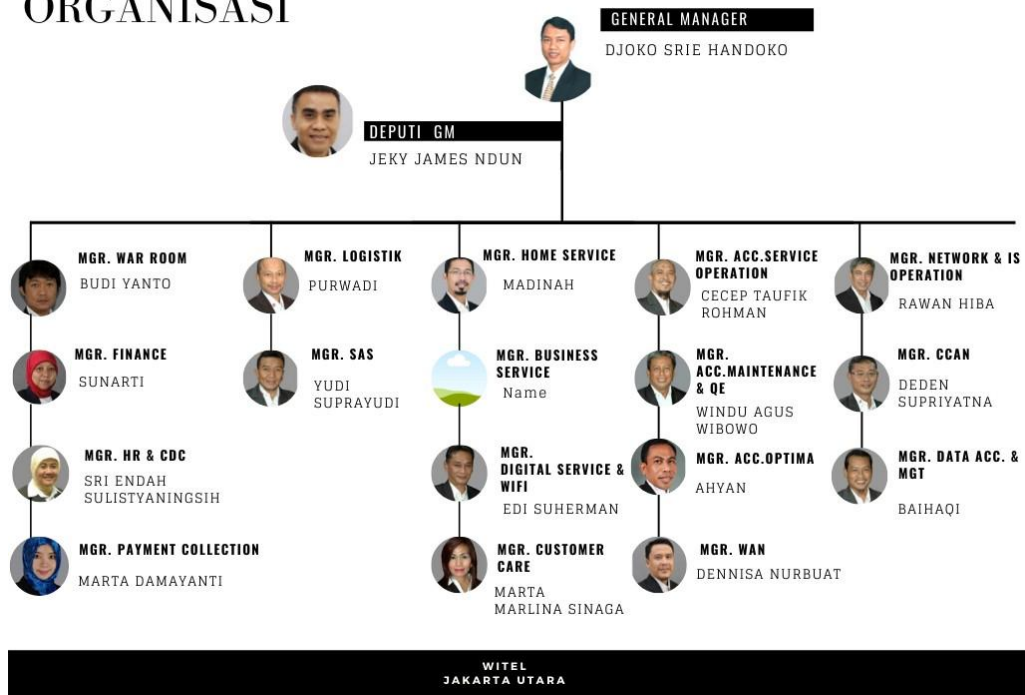 ORGANISASI
GENERAL MANAGER
DJOKO SRIE HANDOKO
DEPUTI GM
JEKY JAMES NDUN
MGR. WAR ROOM
BUDI YANTO
MGR. LOGISTIK
PURWADI
MGR. HOME SERVICE
MADINAH
MGR. ACC.SERVICE
OPERATION
CECEP TAUFIK
ROHMAN
MGR. NETWORK & IS
OPERATION
RAWAN HIBA
MGR. FINANCE
SUNARTI
MGR. SAS
YUDI
SUPRAYUDI
MGR. BUSINESS
SERVICE
Name
MGR.
ACC.MAINTENANCE
& QE
WINDU AGUS
WIBOWO
MGR. CCAN
DEDEN
SUPRIYATNA
MGR. HR & CDC
SRI ENDAH
SULISTYANINGSIH
MGR.
DIGITAL SERVICE &
WIFI
EDI SUHERMAN
MGR. ACC.OPTIMA
AHYAN
MGR. DATA ACC. &
MGT
BAIHAQI
MGR. PAYMENT COLLECTION
MARTA DAMAYANTI
MGR. CUSTOMER
CARE
MARTA
MARLINA SINAGA
MGR. WAN
DENNISA NURBUAT
WITEL
JAKARTA UTARA